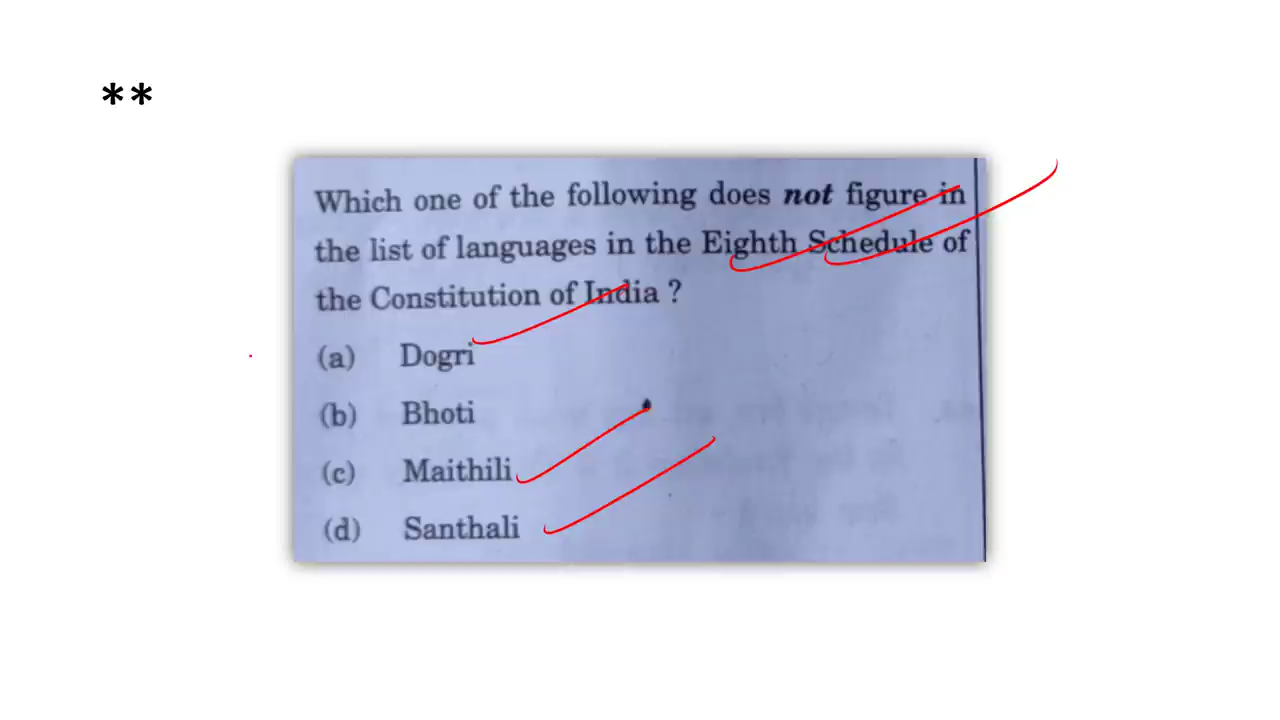 **
Which one of the following does not figure in
the list of languages in the Eighth Schedule of
the Constitution of India ?
(a) Dogri
(b) Bhoti
(c) Maithili
(d) Santhali